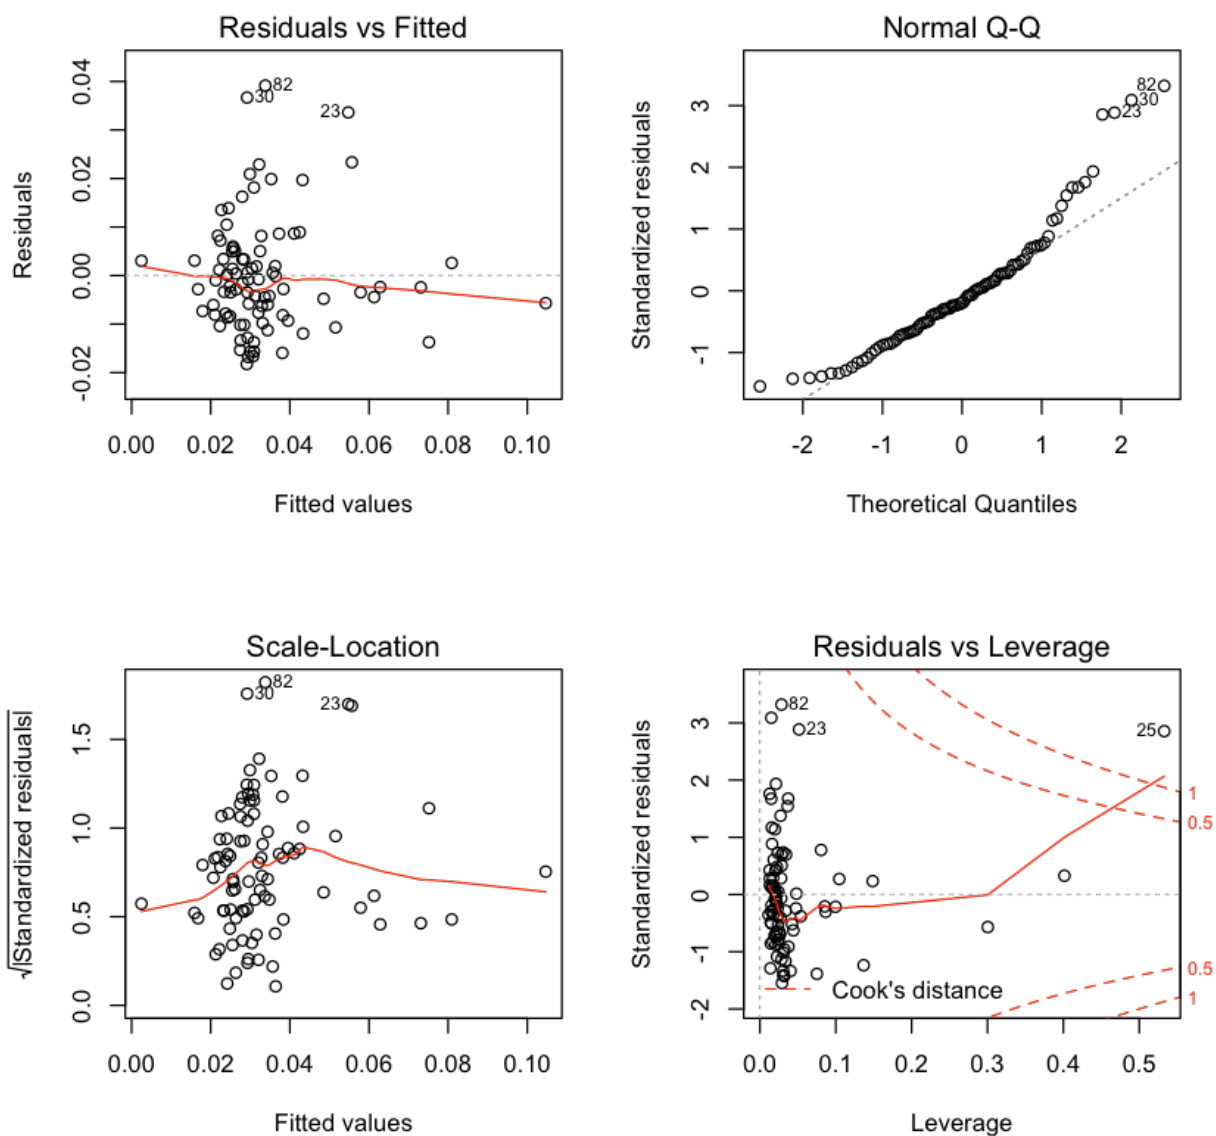 Residuals vs Fitted
Residuals
-0.02 0.00 0.02 0.04
82
30
23
0.00 0.02 0.04 0.06 0.08 0.10
Fitted values
Normal Q-Q
Standardized residuals
-1 0 1 2 3
82
30
23
-2 -1 0 1 2
Theoretical Quantiles
Scale-Location
√|Standardized residuals|
0.0 0.5 1.0 1.5
82
30
23
0.00 0.02 0.04 0.06 0.08 0.10
Fitted values
Residuals vs Leverage
Standardized residuals
-2 -1 0 1 2 3
82
23
25
1
0.5
0.5
1
Cook's distance
0.0 0.1 0.2 0.3 0.4 0.5
Leverage